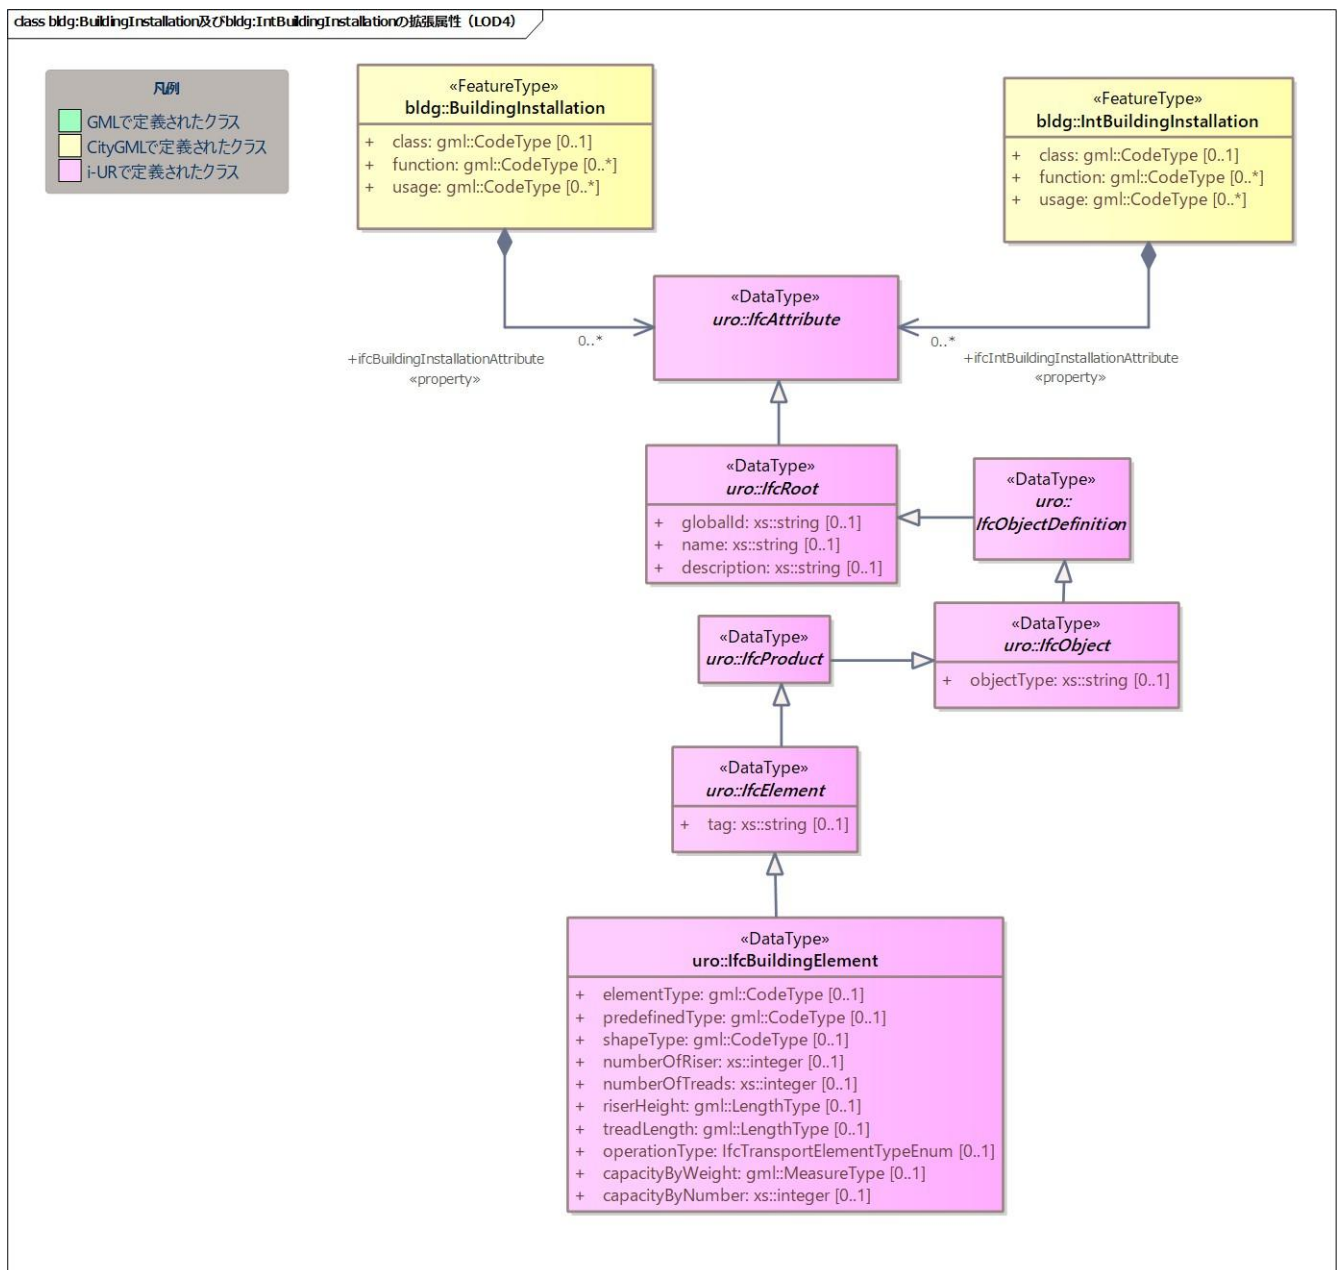 class bldg:BuildingInstallation及びbldg:IntBuildingInstallationの拡張属性（LOD4）
凡例
GMLで定義されたクラス
CityGMLで定義されたクラス
i-URで定義されたクラス
«FeatureType»
bldg::BuildingInstallation
+ class: gml::CodeType [0..1]
+ function: gml::CodeType [0..*]
+ usage: gml::CodeType [0..*]
«FeatureType»
bldg::IntBuildingInstallation
+ class: gml::CodeType [0..1]
+ function: gml::CodeType [0..*]
+ usage: gml::CodeType [0..*]
«DataType»
uro::IfcAttribute
0..*
+ifcBuildingInstallationAttribute
«property»
0..*
+ifcIntBuildingInstallationAttribute
«property»
«DataType»
uro::IfcRoot
+ globalId: xs::string [0..1]
+ name: xs::string [0..1]
+ description: xs::string [0..1]
«DataType»
uro::
IfcObjectDefinition
«DataType»
uro::IfcProduct
«DataType»
uro::IfcObject
+ objectType: xs::string [0..1]
«DataType»
uro::IfcElement
+ tag: xs::string [0..1]
«DataType»
uro::IfcBuildingElement
+ elementType: gml::CodeType [0..1]
+ predefinedType: gml::CodeType [0..1]
+ shapeType: gml::CodeType [0..1]
+ numberOfRiser: xs::integer [0..1]
+ numberOfTreads: xs::integer [0..1]
+ riserHeight: gml::LengthType [0..1]
+ treadLength: gml::LengthType [0..1]
+ operationType: IfcTransportElementTypeEnum [0..1]
+ capacityByWeight: gml::MeasureType [0..1]
+ capacityByNumber: xs::integer [0..1]